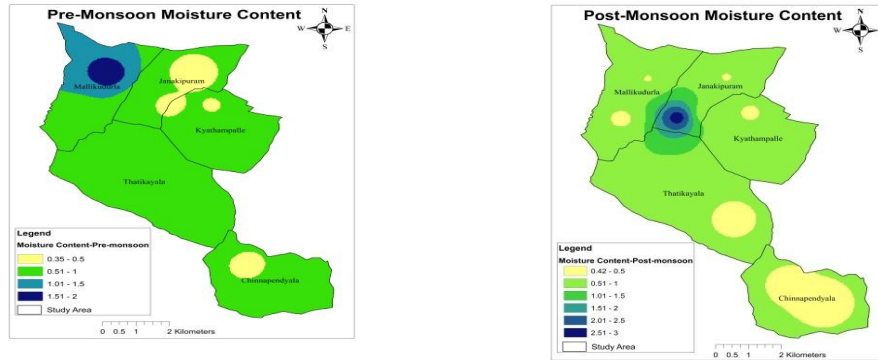 Pre-Monsoon Moisture Content
N
W E
S
Mallikudurla
Janakipuram
Kyathampalle
Thatikayala
Chinnapendyala
Legend
Moisture Content-Pre-monsoon
0.35 - 0.5
0.51 - 1
1.01 - 1.5
1.51 - 2
Study Area
0 0.5 1 2 Kilometers
Post-Monsoon Moisture Content
N
W E
S
Mallikudurla
Janakipuram
Kyathampalle
Thatikayala
Chinnapendyala
Legend
Moisture Content-Post-monsoon
0.42 - 0.5
0.51 - 1
1.01 - 1.5
1.51 - 2
2.01 - 2.5
2.51 - 3
Study Area
0 0.5 1 2 Kilometers